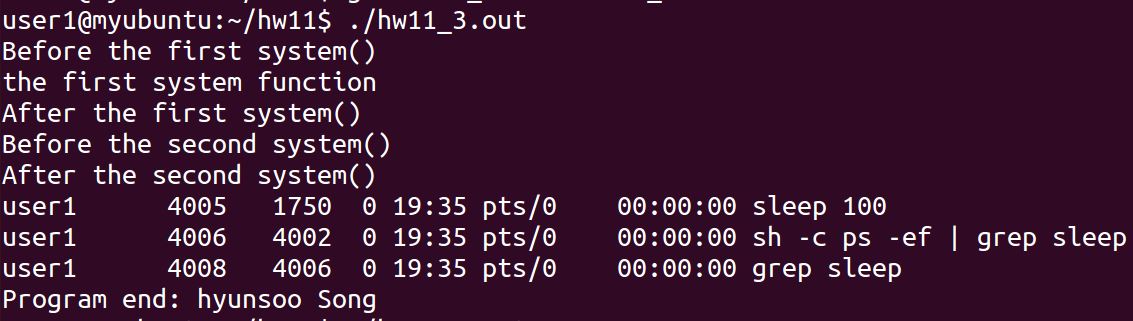 user1@myubuntu:~/hw11$ ./hw11_3.out
Before the first system()
the first system function
After the first system()
Before the second system()
After the second system()
user1      4005   1750  0 19:35 pts/0    00:00:00 sleep 100
user1      4006   4002  0 19:35 pts/0    00:00:00 sh -c ps -ef | grep sleep
user1      4008   4006  0 19:35 pts/0    00:00:00 grep sleep
Program end: hyunsoo Song